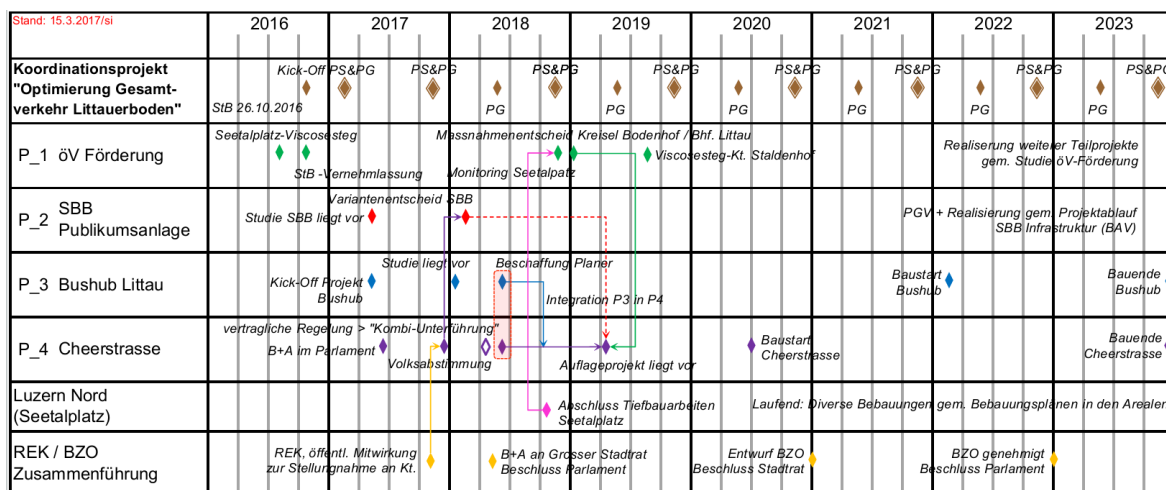 Stand: 15.3.2017/si
2016 2017 2018 2019 2020 2021 2022 2023
Koordinationsprojekt
"Optimierung Gesamt-
verkehr Littauerboden"
Kick-Off PS&PG PS&PG PS&PG PS&PG PS&PG PS&PG PS&PG PS&PG
StB 26.10.2016 PG PG PG PG PG PG
P_1 öV Förderung
Seetalplatz-Viscosesteg
StB -Vernehmlassung
Massnahmenentscheid Kreisel Bodenhof / Bhf. Littau
Monitoring Seetalpatz
Viscosesteg-Kt. Staldenhof
Realisierung weiterer Teilprojekte
gem. Studie öV-Förderung
P_2 SBB
Publikumsanlage
Variantenentscheid SBB
Studie SBB liegt vor
PGV + Realisierung gem. Projektablauf
SBB Infrastruktur (BAV)
P_3 Bushub Littau
Studie liegt vor
Beschaffung Planer
Kick-Off Projekt
Bushub
Integration P3 in P4
Baustart
Bushub
Bauende
Bushub
P_4 Cheerstrasse
vertragliche Regelung > "Kombi-Unterführung"
B+A im Parlament
Volksabstimmung
Auflageprojekt liegt vor
Baustart
Cheerstrasse
Bauende
Cheerstrasse
Luzern Nord
(Seetalplatz)
Abschluss Tiefbauarbeiten
Seetalplatz
Laufend: Diverse Bebauungen gem. Bebauungsplänen in den Arealen
REK / BZO
Zusammenführung
REK, öffentl. Mitwirkung
zur Stellungnahme an Kt.
B+A an Grosser Stadtrat
Beschluss Parlament
Entwurf BZO
Beschluss Stadtrat
BZO genehmigt
Beschluss Parlament